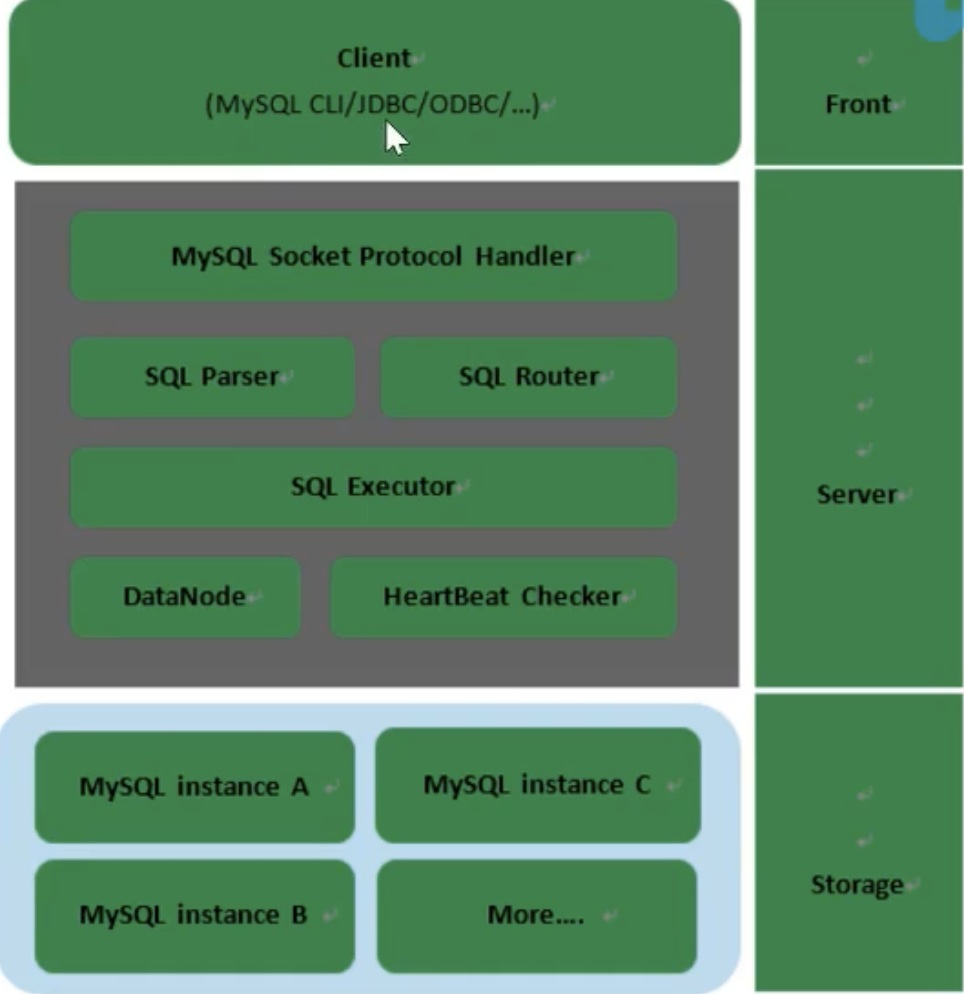 Client
(MySQL CLI/JDBC/ODBC/...)
Front
MySQL Socket Protocol Handler
SQL Parser
SQL Router
SQL Executor
DataNode
HeartBeat Checker
Server
MySQL instance A
MySQL instance C
MySQL instance B
More....
Storage